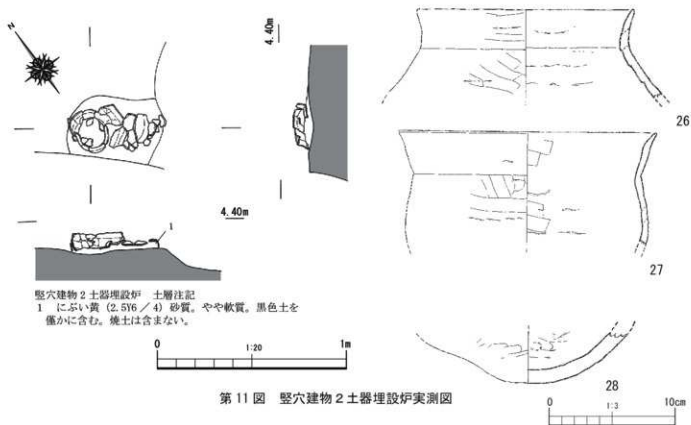 N
4.40m
4.40m
1
竪穴建物２土器埋設炉　土層注記
1　にぶい黄（2.5Y6／4）砂質。やや軟質。黒色土を
僅かに含む。焼土は含まない。
0　1:20　1m
26
27
28
0　1:3　10cm
第11図　竪穴建物２土器埋設炉実測図